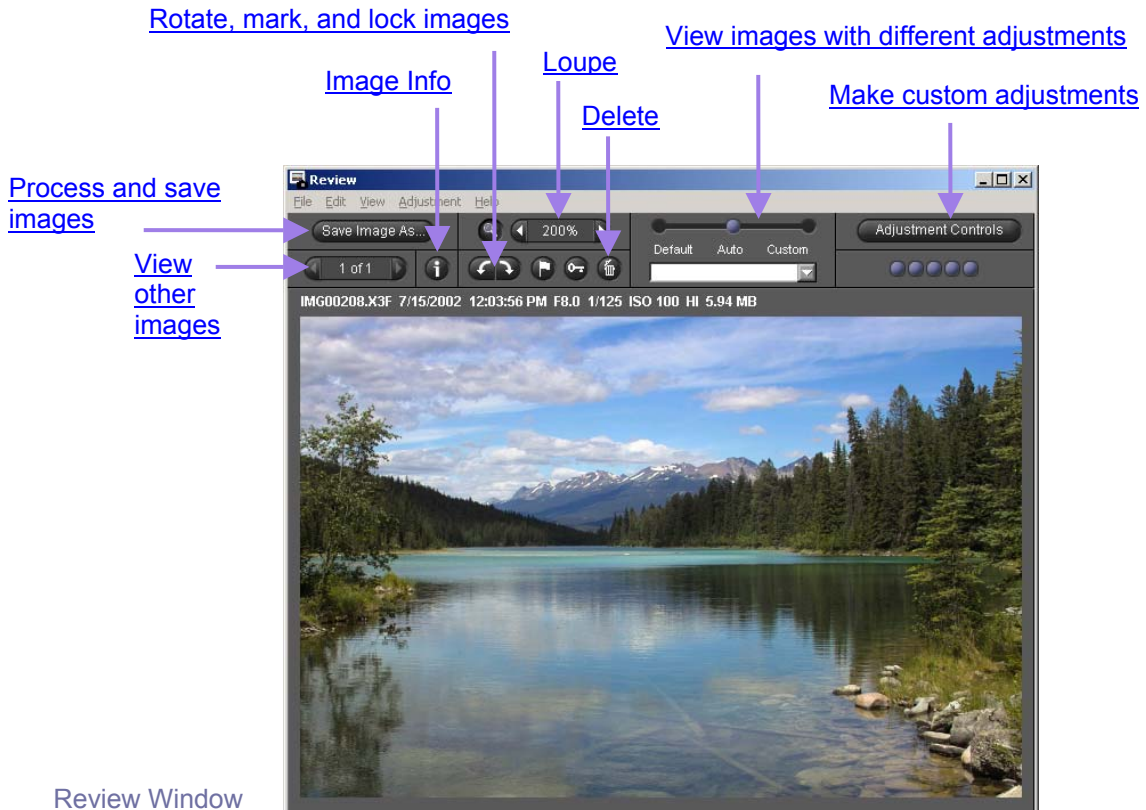 Rotate, mark, and lock images
View images with different adjustments
Loupe
Image Info
Make custom adjustments
Delete
Process and save
images
View
other
images
Review
File Edit View Adjustment Help
Save Image As...
200%
Default Auto Custom
Adjustment Controls
1 of 1
IMG00208.X3F 7/15/2002 12:03:56 PM F8.0 1/125 ISO 100 HI 5.94 MB
Review Window